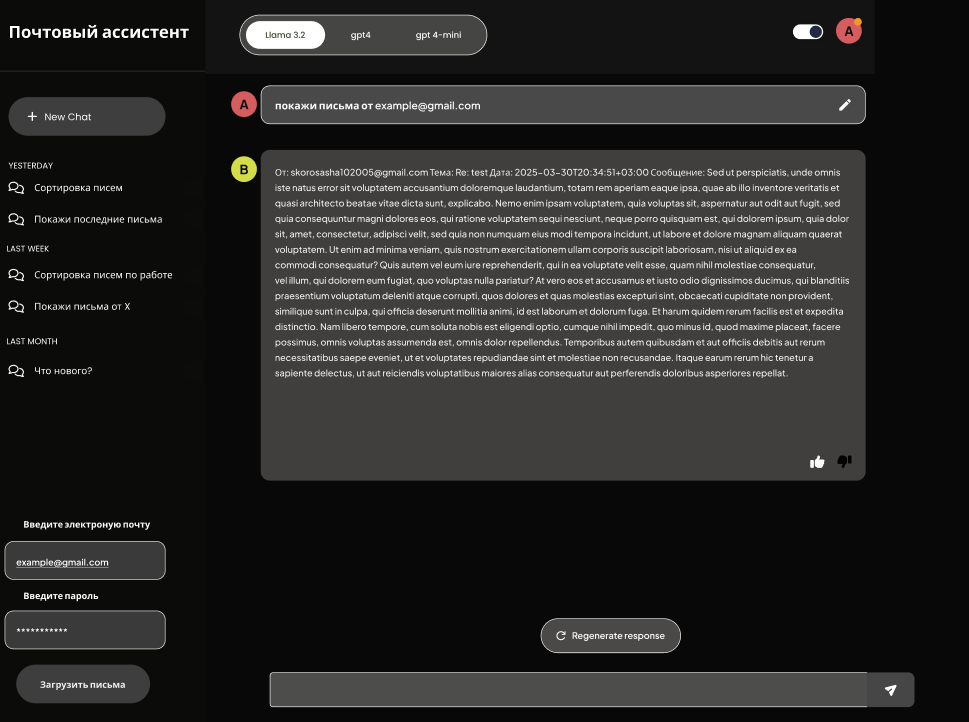 Почтовый ассистент
Llama 3.2
gpt4
gpt 4-mini
A
New Chat
YESTERDAY
Сортировка писем
Покажи последние письма
LAST WEEK
Сортировка писем по работе
Покажи письма от X
LAST MONTH
Что нового?
Введите электроную почту
example@gmail.com
Введите пароль
***********
Загрузить письма
A
покажи письма от example@gmail.com
B
От: skorosasha102005@gmail.com Тема: Re: test Дата: 2025-03-30T20:34:51+03:00 Сообщение: Sed ut perspiciatis, unde omnis
iste natus error sit voluptatem accusantium doloremque laudantium, totam rem aperiam eaque ipsa, quae ab illo inventore veritatis et
quasi architecto beatae vitae dicta sunt, explicabo. Nemo enim ipsam voluptatem, quia voluptas sit, aspernatur aut odit aut fugit, sed
quia consequuntur magni dolores eos, qui ratione voluptatem sequi nesciunt, neque porro quisquam est, qui dolorem ipsum, quia dolor
sit, amet, consectetur, adipisci velit, sed quia non numquam eius modi tempora incidunt, ut labore et dolore magnam aliquam quaerat
voluptatem. Ut enim ad minima veniam, quis nostrum exercitationem ullam corporis suscipit laboriosam, nisi ut aliquid ex ea
commodi consequatur? Quis autem vel eum iure reprehenderit, qui in ea voluptate velit esse, quam nihil molestiae consequatur,
vel illum, qui dolorem eum fugiat, quo voluptas nulla pariatur? At vero eos et accusamus et iusto odio dignissimos ducimus, qui blanditiis
praesentium voluptatum deleniti atque corrupti, quos dolores et quas molestias excepturi sint, obcaecati cupiditate non provident,
similique sunt in culpa, qui officia deserunt mollitia animi, id est laborum et dolorum fuga. Et harum quidem rerum facilis est et expedita
distinctio. Nam libero tempore, cum soluta nobis est eligendi optio, cumque nihil impedit, quo minus id, quod maxime placeat, facere
possimus, omnis voluptas assumenda est, omnis dolor repellendus. Temporibus autem quibusdam et aut officiis debitis aut rerum
necessitatibus saepe eveniet, ut et voluptates repudiandae sint et molestiae non recusandae. Itaque earum rerum hic tenetur a
sapiente delectus, ut aut reiciendis voluptatibus maiores alias consequatur aut perferendis doloribus asperiores repellat.
Regenerate response